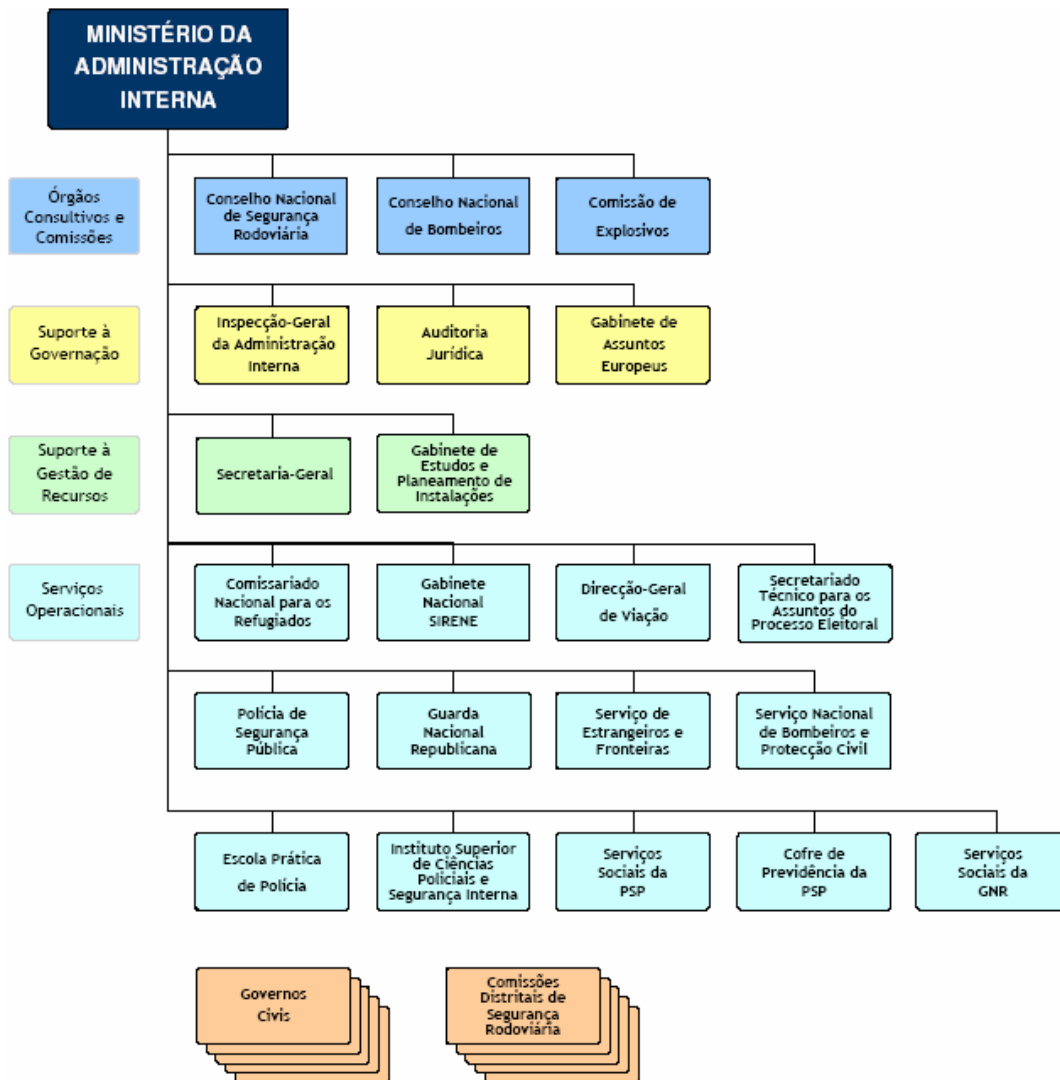 MINISTÉRIO DA
ADMINISTRAÇÃO
INTERNA
Órgãos
Consultivos e
Comissões
Conselho Nacional
de Segurança
Rodoviária
Conselho Nacional
de Bombeiros
Comissão de
Explosivos
Suporte à
Governação
Inspecção-Geral
da Administração
Interna
Auditoria
Jurídica
Gabinete de
Assuntos
Europeus
Suporte à
Gestão de
Recursos
Secretaria-Geral
Gabinete de
Estudos e
Planeamento de
Instalações
Serviços
Operacionais
Comissariado
Nacional para os
Refugiados
Gabinete
Nacional
SIRENE
Direcção-Geral
de Viação
Secretariado
Técnico para os
Assuntos do
Processo Eleitoral
Polícia de
Segurança
Pública
Guarda
Nacional
Republicana
Serviço de
Estrangeiros e
Fronteiras
Serviço Nacional
de Bombeiros e
Protecção Civil
Escola Prática
de Polícia
Instituto Superior
de Ciências
Policiais e
Segurança Interna
Serviços
Sociais da
PSP
Cofre de
Previdência da
PSP
Serviços
Sociais da
GNR
Governos
Civis
Comissões
Distritais de
Segurança
Rodoviária